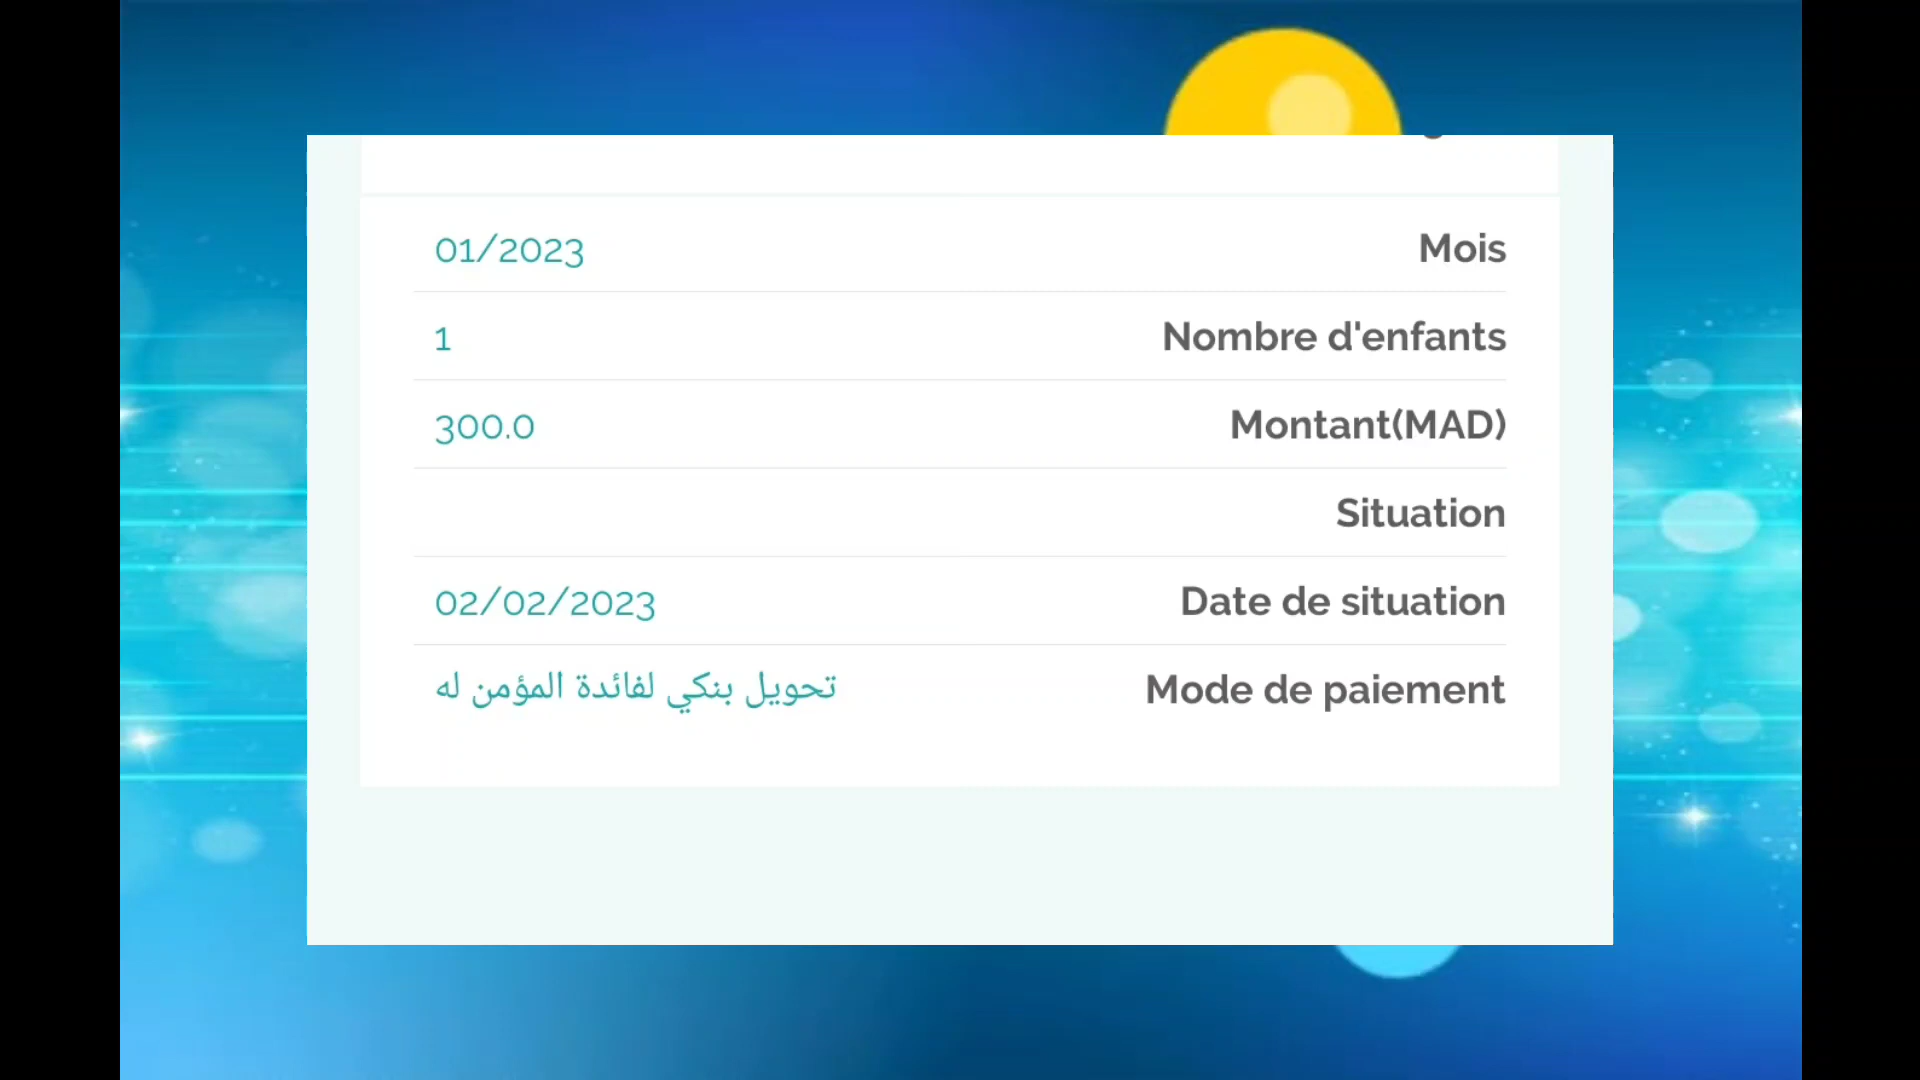 Mois 01/2023
Nombre d'enfants 1
Montant(MAD) 300.0
Situation
Date de situation 02/02/2023
Mode de paiement تحويل بنكي لفائدة المؤمن له